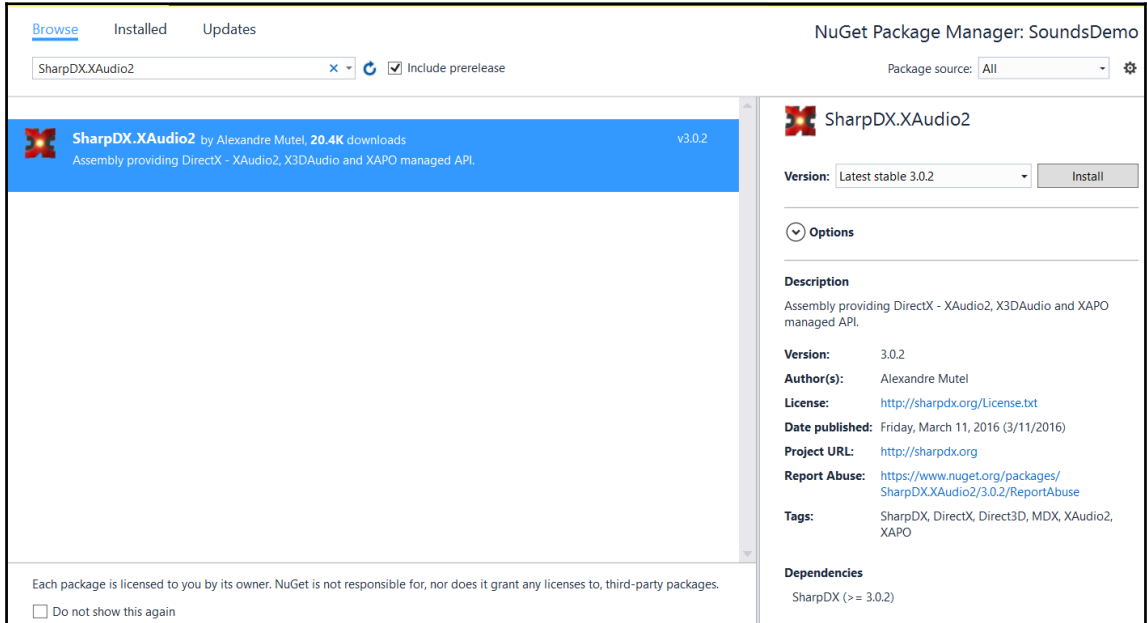 Browse Installed Updates
NuGet Package Manager: SoundsDemo
SharpDX.XAudio2
Include prerelease
Package source: All
SharpDX.XAudio2 by Alexandre Mutel, 20.4K downloads
v3.0.2
Assembly providing DirectX - XAudio2, X3DAudio and XAPO managed API.
Each package is licensed to you by its owner. NuGet is not responsible for, nor does it grant any licenses to, third-party packages.
Do not show this again
SharpDX.XAudio2
Version: Latest stable 3.0.2 Install
Options
Description
Assembly providing DirectX - XAudio2, X3DAudio and XAPO
managed API.
Version: 3.0.2
Author(s): Alexandre Mutel
License: http://sharpdx.org/License.txt
Date published: Friday, March 11, 2016 (3/11/2016)
Project URL: http://sharpdx.org
Report Abuse: https://www.nuget.org/packages/
SharpDX.XAudio2/3.0.2/ReportAbuse
Tags: SharpDX, DirectX, Direct3D, MDX, XAudio2,
XAPO
Dependencies
SharpDX (>= 3.0.2)